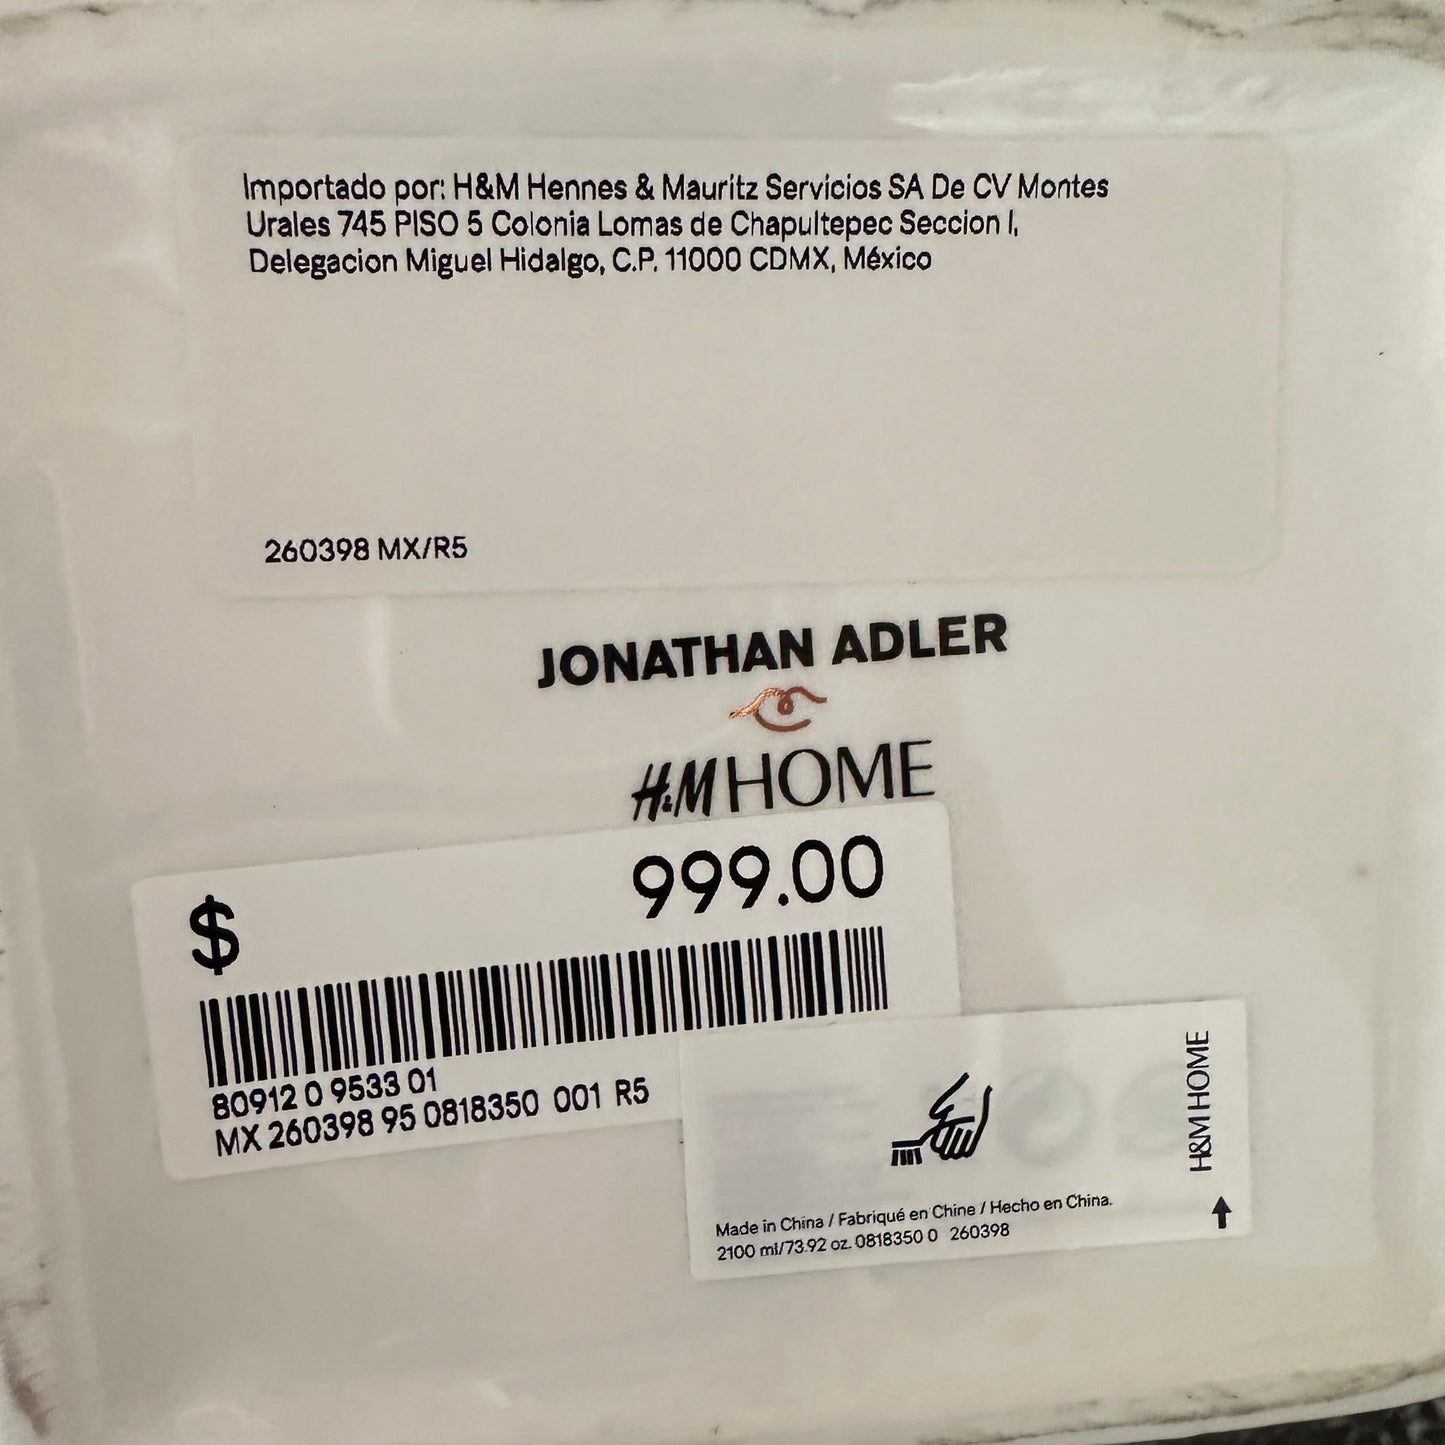 Importado por: H&M Hennes & Mauritz Servicios SA De CV Montes
Urales 745 PISO 5 Colonia Lomas de Chapultepec Seccion I,
Delegacion Miguel Hidalgo, C.P. 11000 CDMX, México
260398 MX/R5
JONATHAN ADLER
H&M HOME
$ 999.00
80912 0 9533 01
MX 260398 95 0818350 001 R5
H&M HOME
Made in China / Fabriqué en Chine / Hecho en China.
2100 ml/73.92 oz. 0818350 0 260398